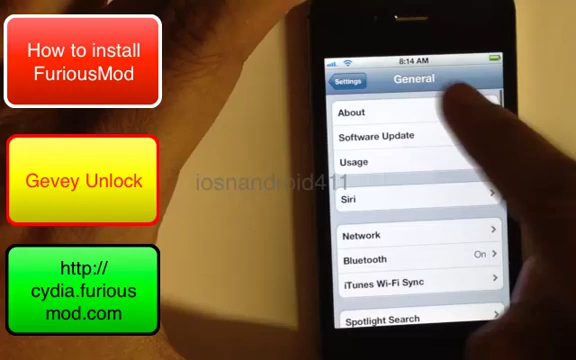 How to install
FuriousMod
Gevey Unlock
http://
cydia.furious
mod.com
iosnandroid411
8:14 AM
Settings
General
About
Software Update
Usage
Siri
Network
Bluetooth On
iTunes Wi-Fi Sync
Spotlight Search